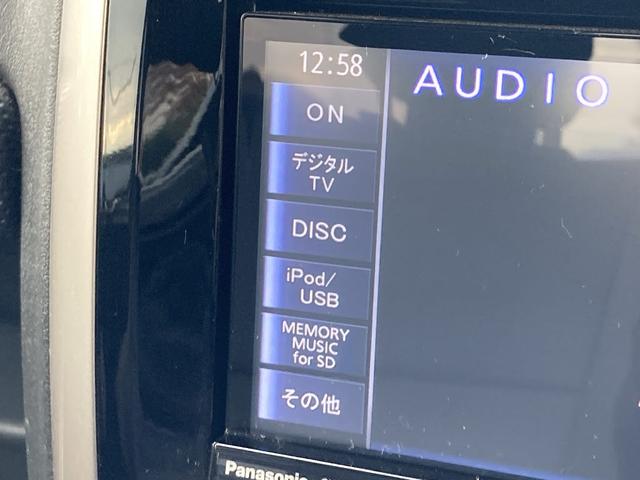 12:58
AUDIO
ON
デジタル
TV
DISC
iPod/
USB
MEMORY
MUSIC
for SD
その他
Panasonic